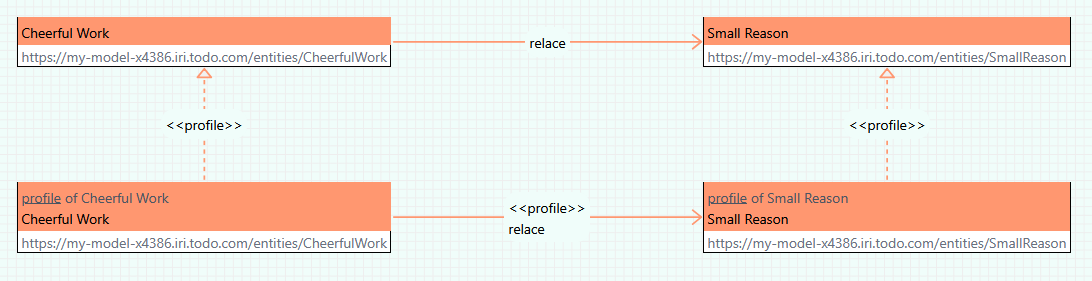 Cheerful Work
https://my-model-x4386.iri.todo.com/entities/CheerfulWork
relace
Small Reason
https://my-model-x4386.iri.todo.com/entities/SmallReason
<<profile>>
<<profile>>
profile of Cheerful Work
Cheerful Work
https://my-model-x4386.iri.todo.com/entities/CheerfulWork
<<profile>>
relace
profile of Small Reason
Small Reason
https://my-model-x4386.iri.todo.com/entities/SmallReason